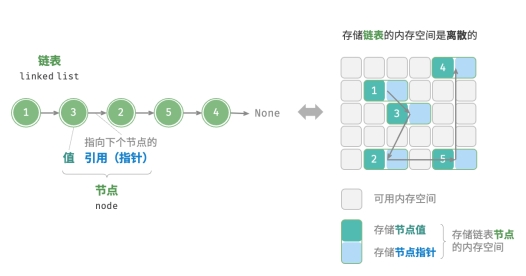 链表
linked list
1
3
2
5
4
None
指向下个节点的
值 引用（指针）
节点
node
存储链表的内存空间是离散的
4
1
3
2
5
可用内存空间
存储节点值
存储节点指针
存储链表节点
的内存空间